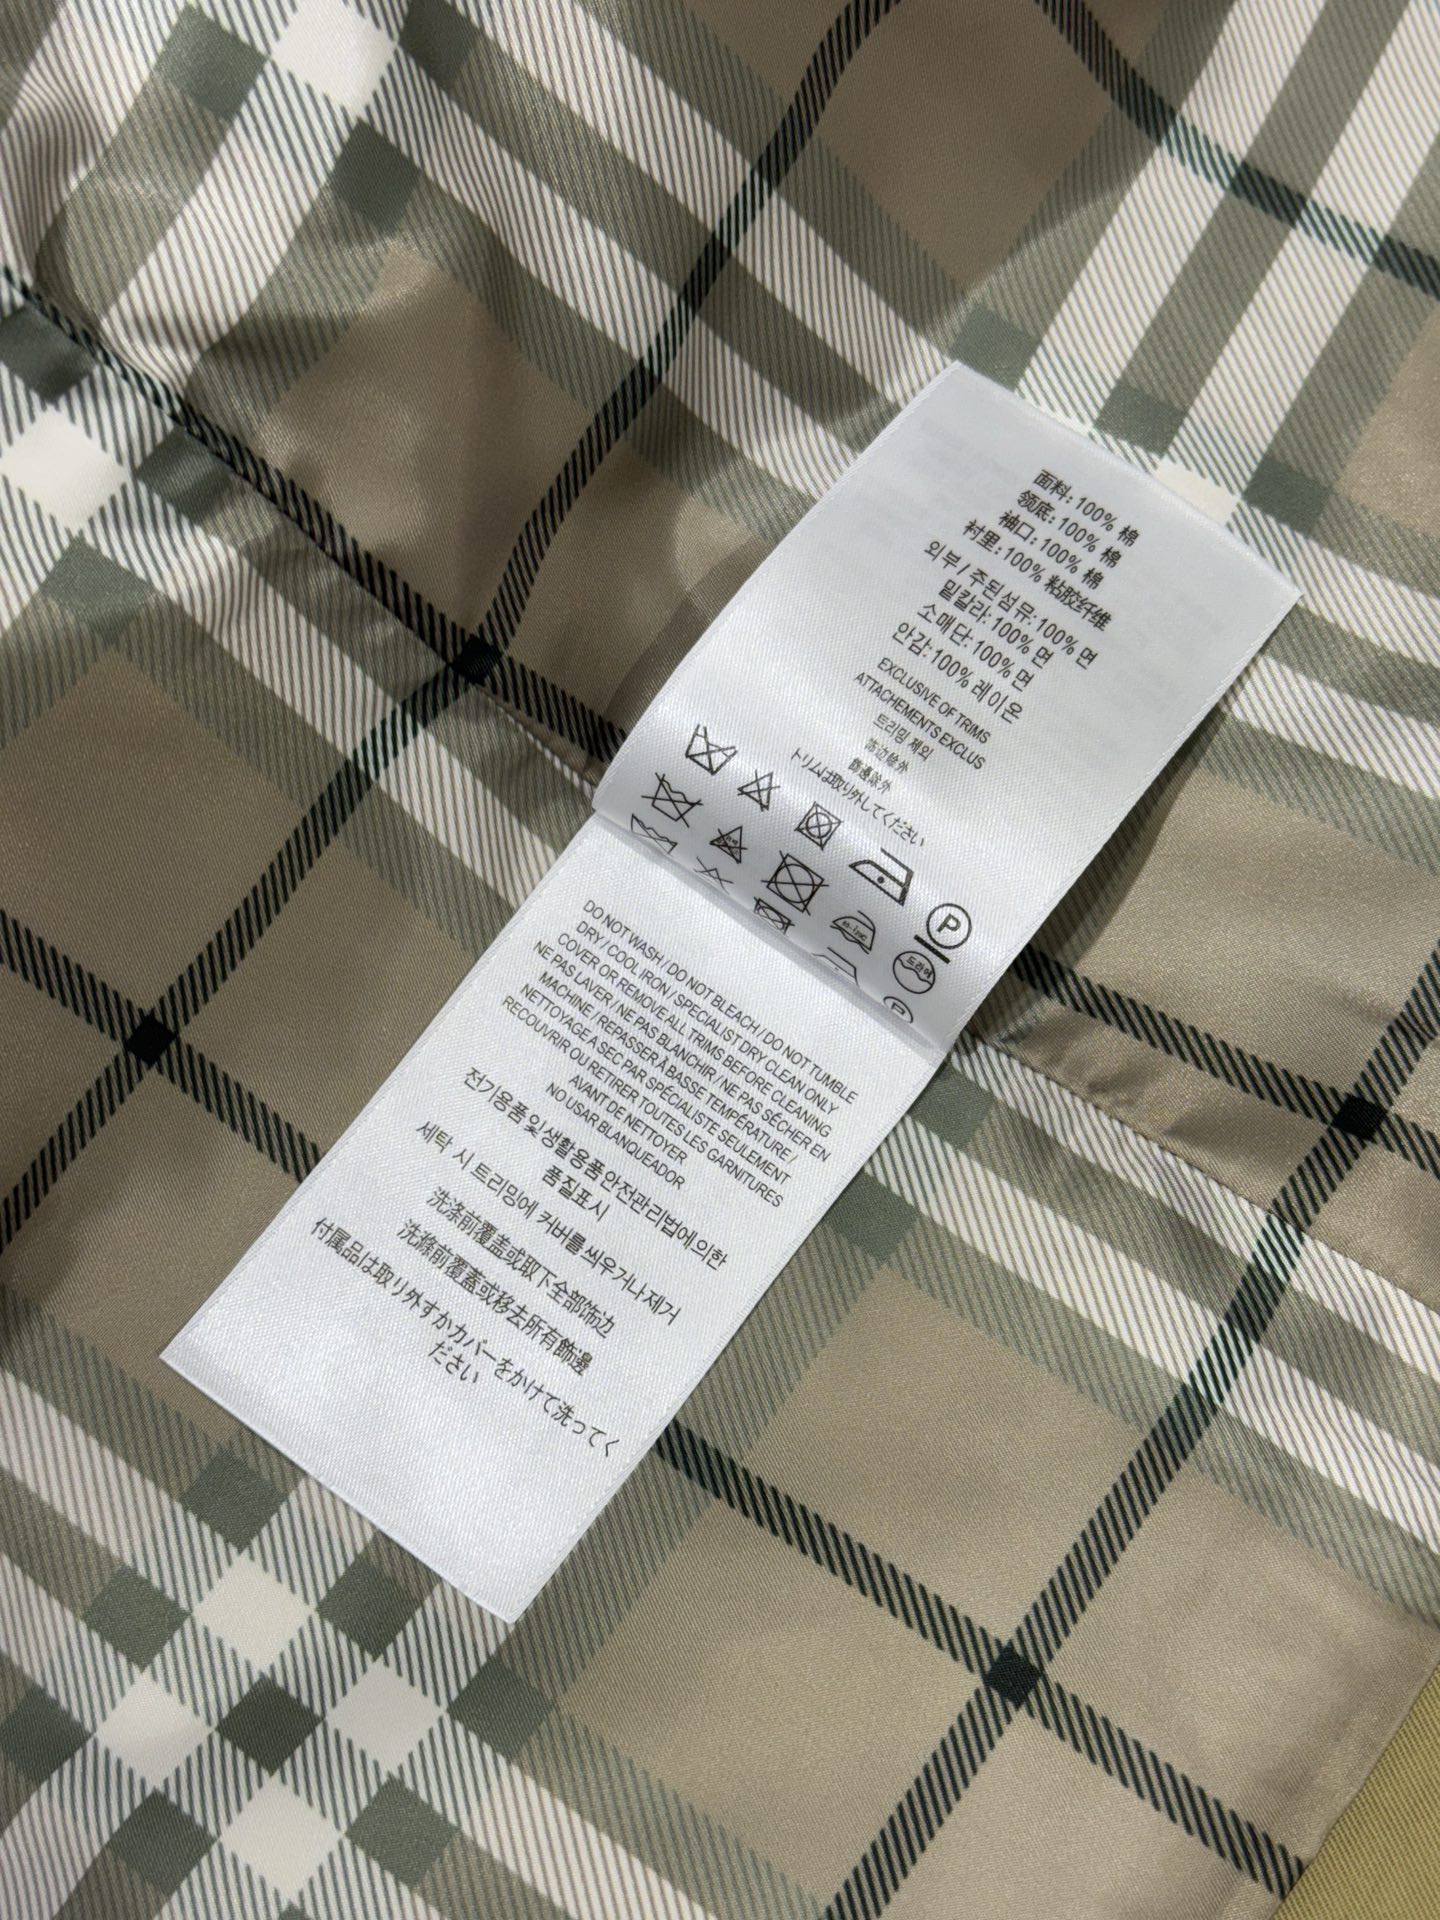 面料: 100% 棉
领底: 100% 棉
袖口: 100% 棉
衬里: 100% 粘胶纤维
외부 / 주된섬유: 100% 면
밑칼라: 100% 면
소매단: 100% 면
안감: 100% 레이온
EXCLUSIVE OF TRIMS
ATTACHEMENTS EXCLUS
트리밍 제외
饰边除外
飾邊除外
トリムは取り外してください
P
드라이
P
DO NOT WASH / DO NOT BLEACH / DO NOT TUMBLE
DRY / COOL IRON / SPECIALIST DRY CLEAN ONLY
COVER OR REMOVE ALL TRIMS BEFORE CLEANING
NE PAS LAVER / NE PAS BLANCHIR / NE PAS SÉCHER EN
MACHINE / REPASSER À BASSE TEMPÉRATURE /
NETTOYAGE A SEC PAR SPÉCIALISTE SEULEMENT
RECOUVRIR OU RETIRER TOUTES LES GARNITURES
AVANT DE NETTOYER
NO USAR BLANQUEADOR
전기용품 및 생활용품 안전관리법에 의한
품질표시
세탁 시 트리밍에 커버를 씌우거나 제거
洗涤前覆盖或取下全部饰边
洗滌前覆蓋或移去所有飾邊
付属品は取り外すかカバーをかけて洗ってく
ださい